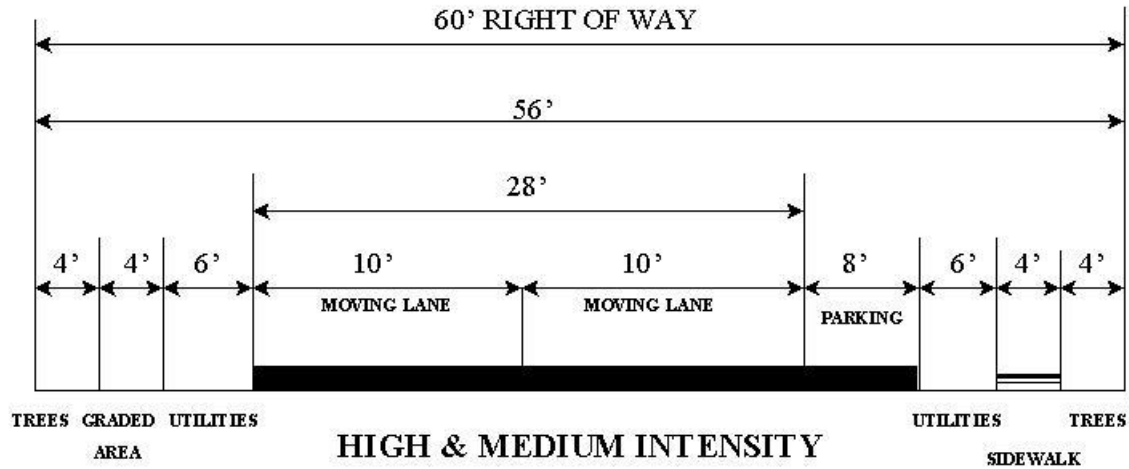 60’ RIGHT OF WAY
56’
28’
4’ 4’ 6’ 10’ 10’ 8’ 6’ 4’ 4’
MOVING LANE MOVING LANE PARKING
TREES GRADED UTILITIES UTILITIES TREES
AREA
HIGH & MEDIUM INTENSITY
SIDEWALK